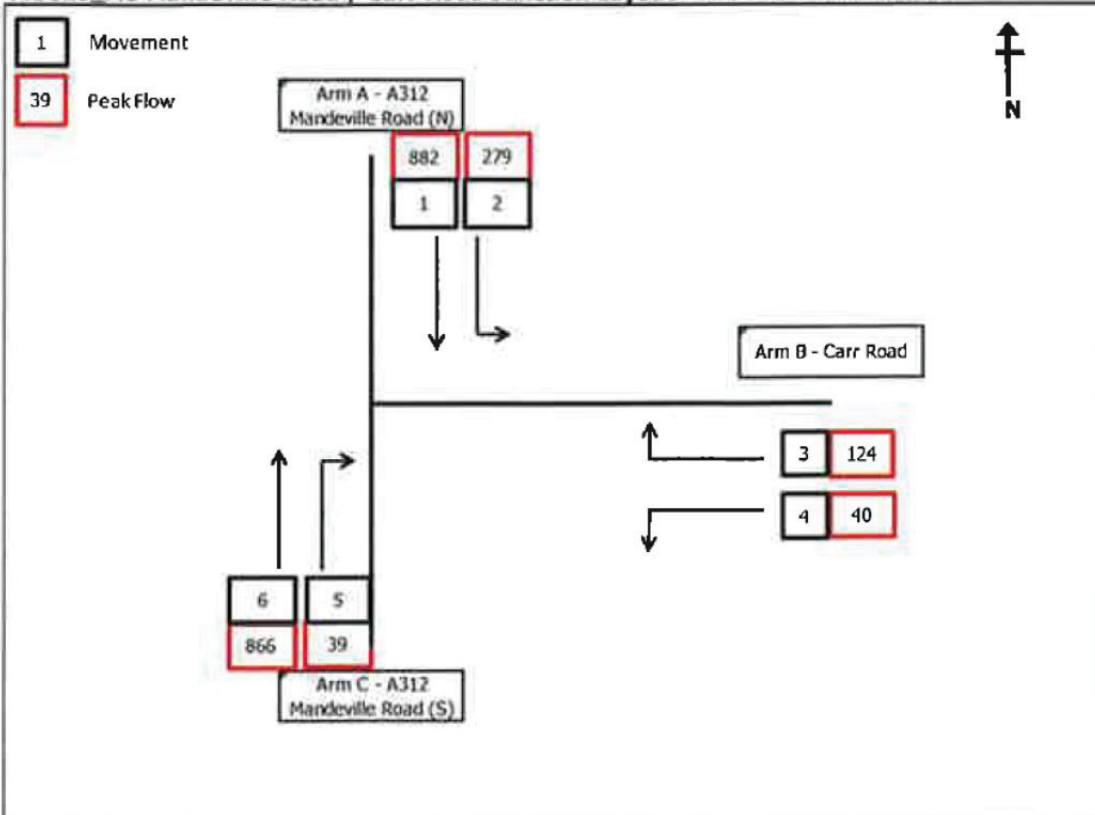 1 Movement
39 Peak Flow
N
Arm A - A312
Mandeville Road (N)
882 279
1 2
Arm B - Carr Road
3 124
4 40
6 5
866 39
Arm C - A312
Mandeville Road (S)